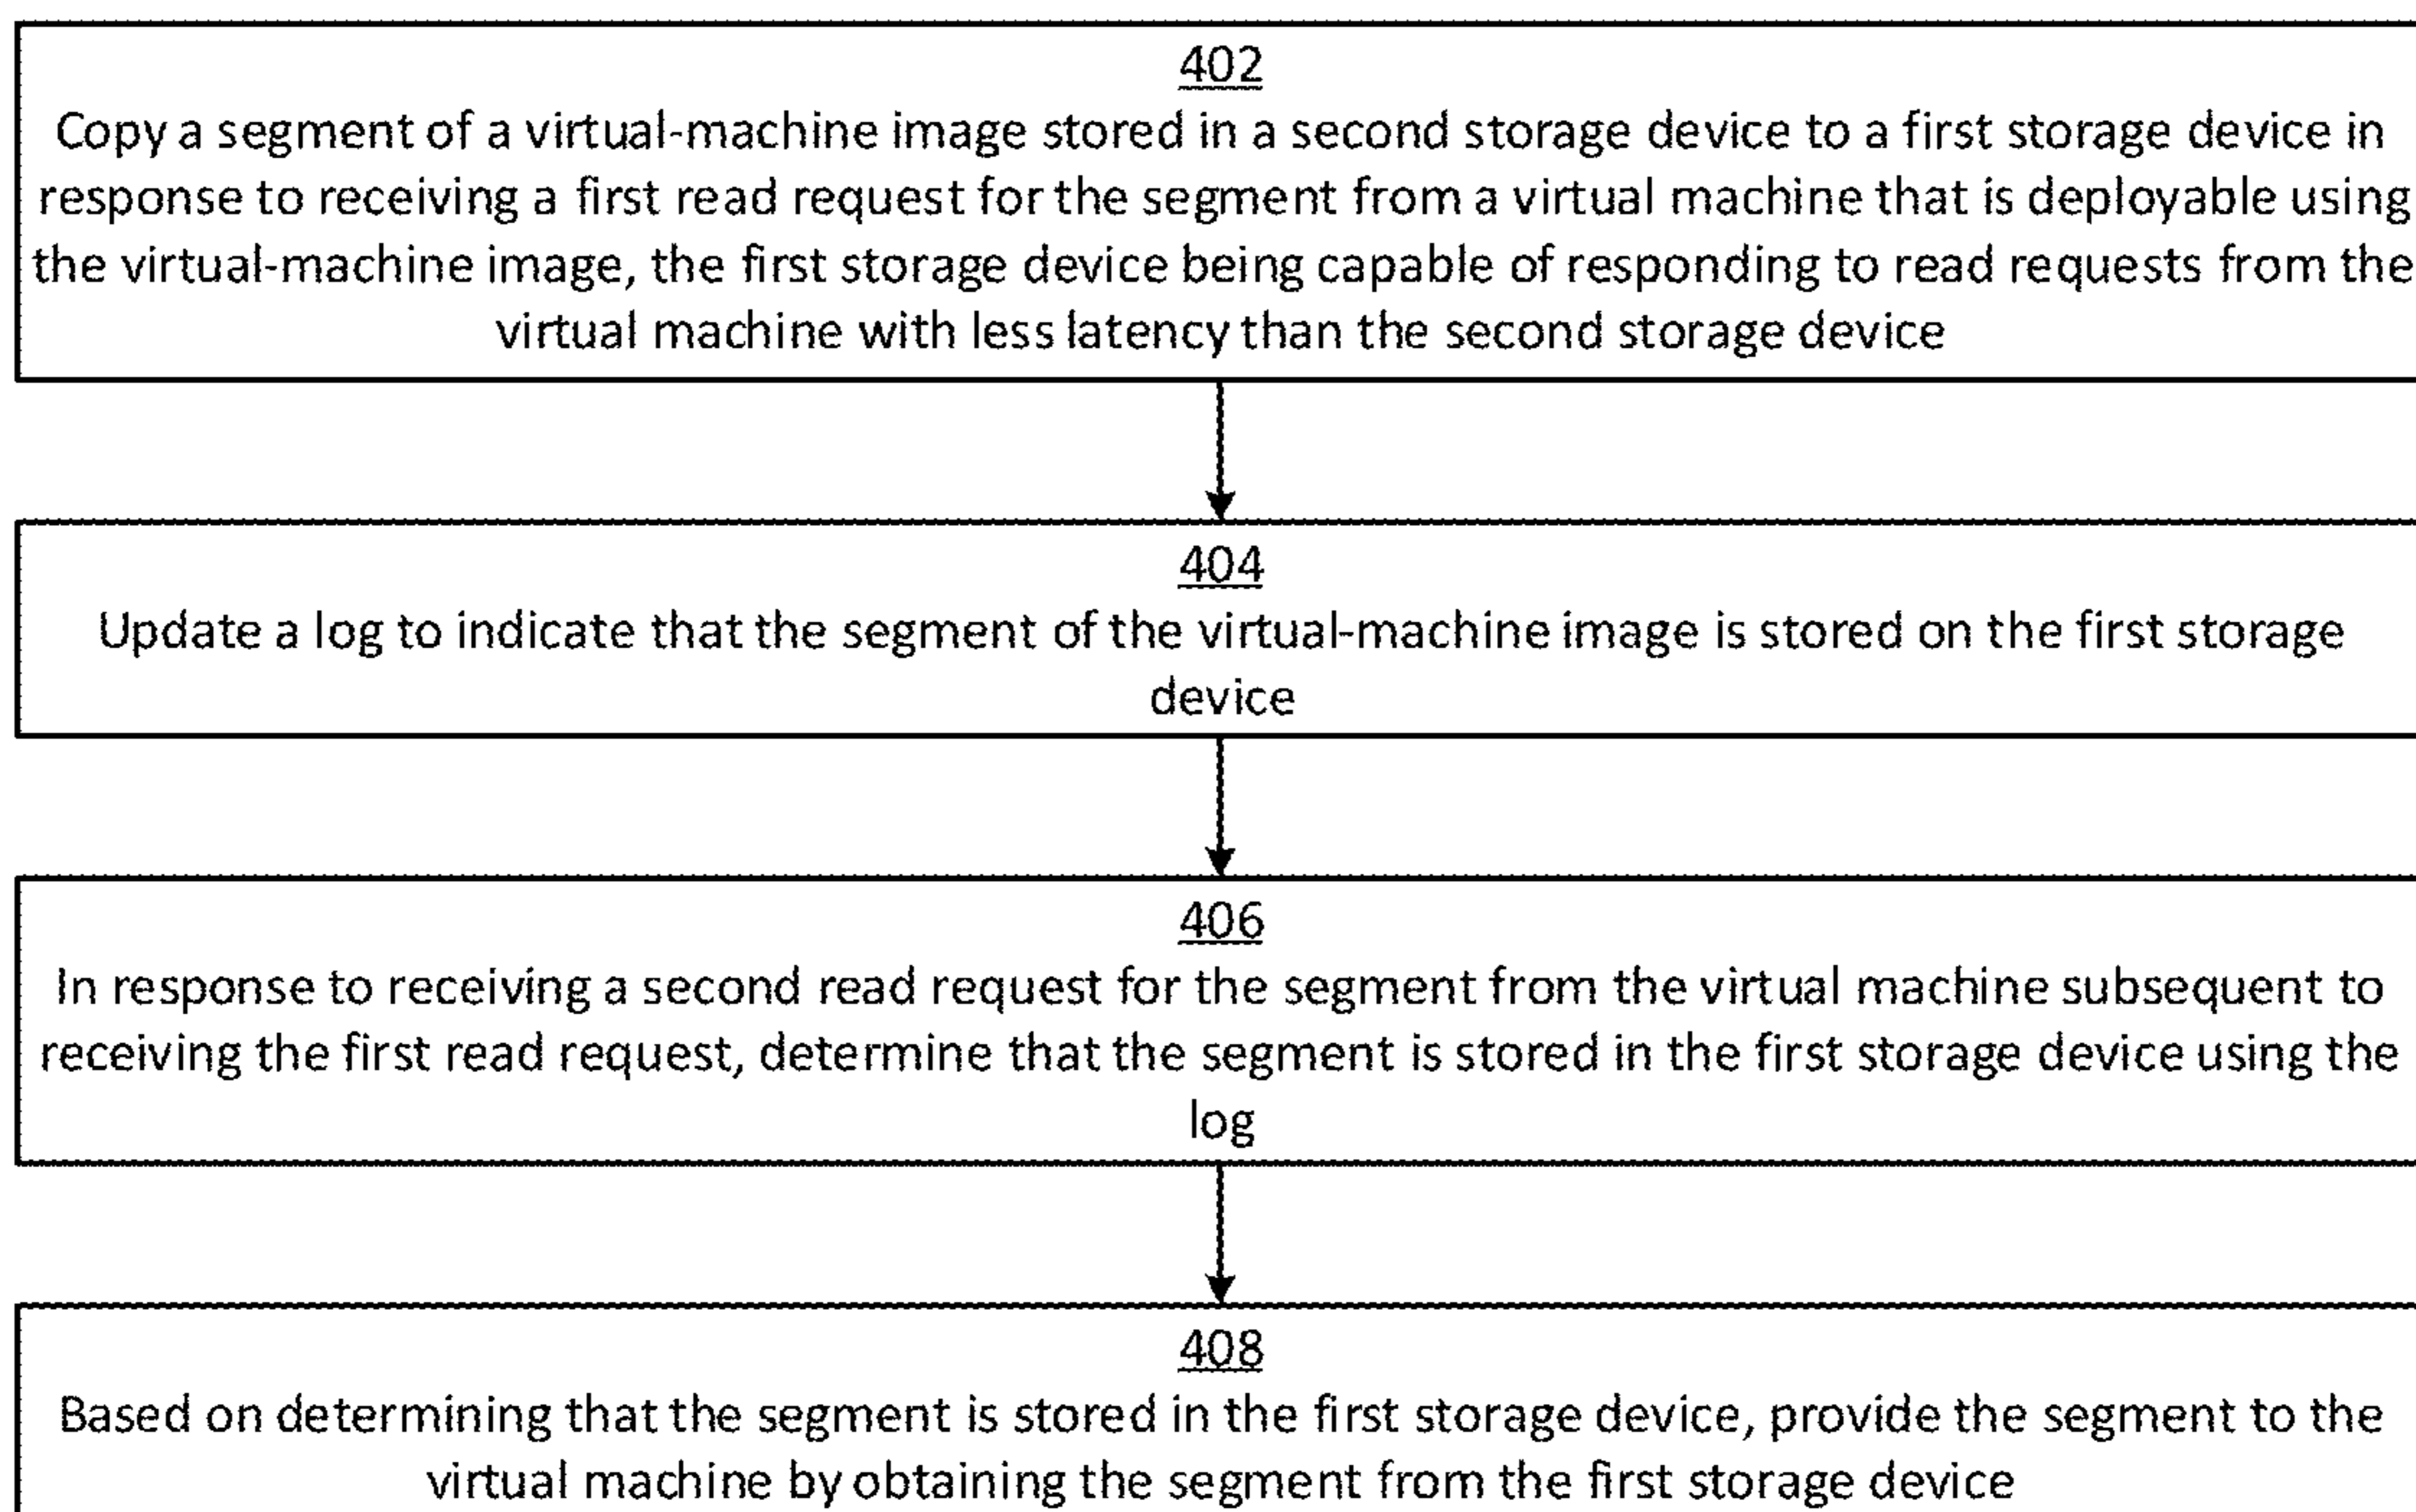 402
Copy a segment of a virtual-machine image stored in a second storage device to a first storage device in
response to receiving a first read request for the segment from a virtual machine that is deployable using
the virtual-machine image, the first storage device being capable of responding to read requests from the
virtual machine with less latency than the second storage device
404
Update a log to indicate that the segment of the virtual-machine image is stored on the first storage
device
406
In response to receiving a second read request for the segment from the virtual machine subsequent to
receiving the first read request, determine that the segment is stored in the first storage device using the
log
408
Based on determining that the segment is stored in the first storage device, provide the segment to the
virtual machine by obtaining the segment from the first storage device